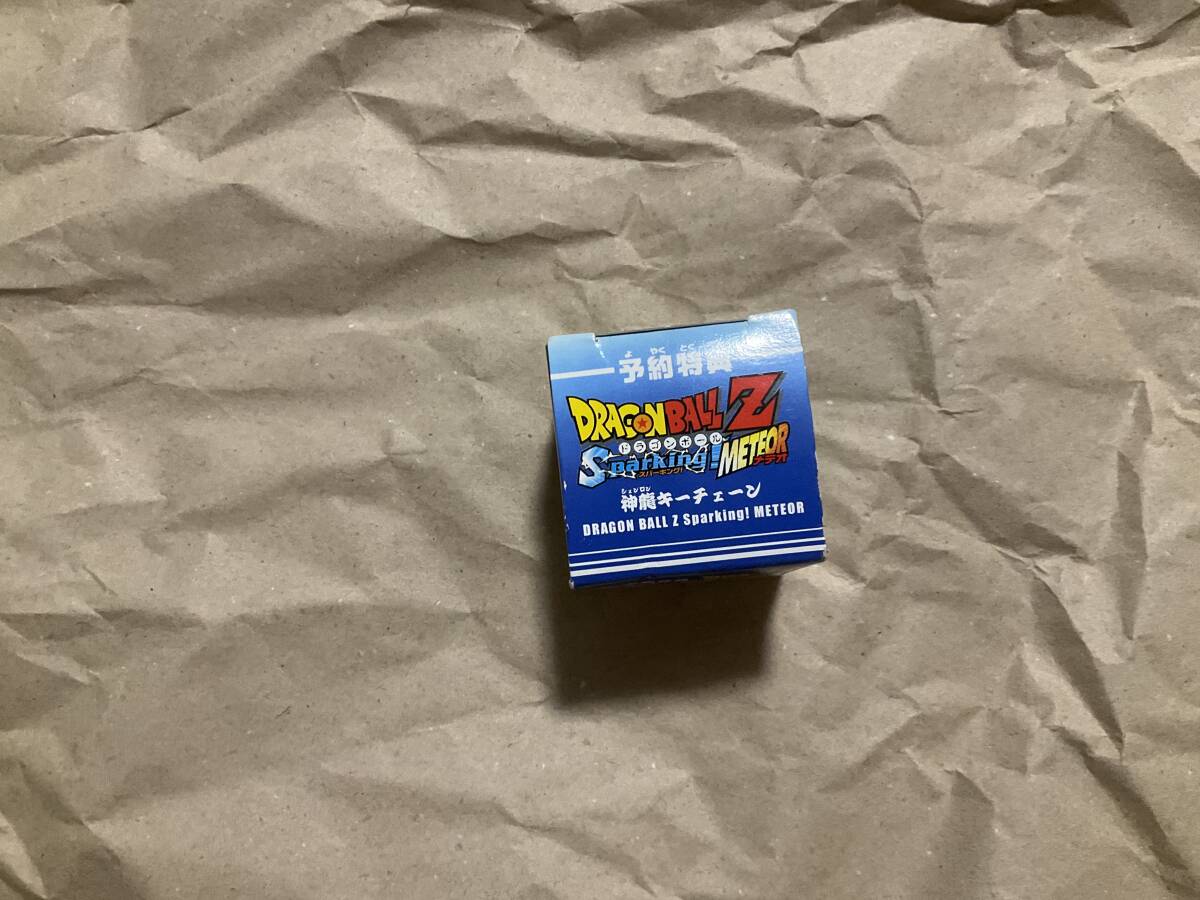 よ やく とく
予約特典
DRAGON BALL Z
ドラゴンボール
Sparking! METEOR
スパーキング! メテオ
シェンロン
神龍キーチェーン
DRAGON BALL Z Sparking! METEOR